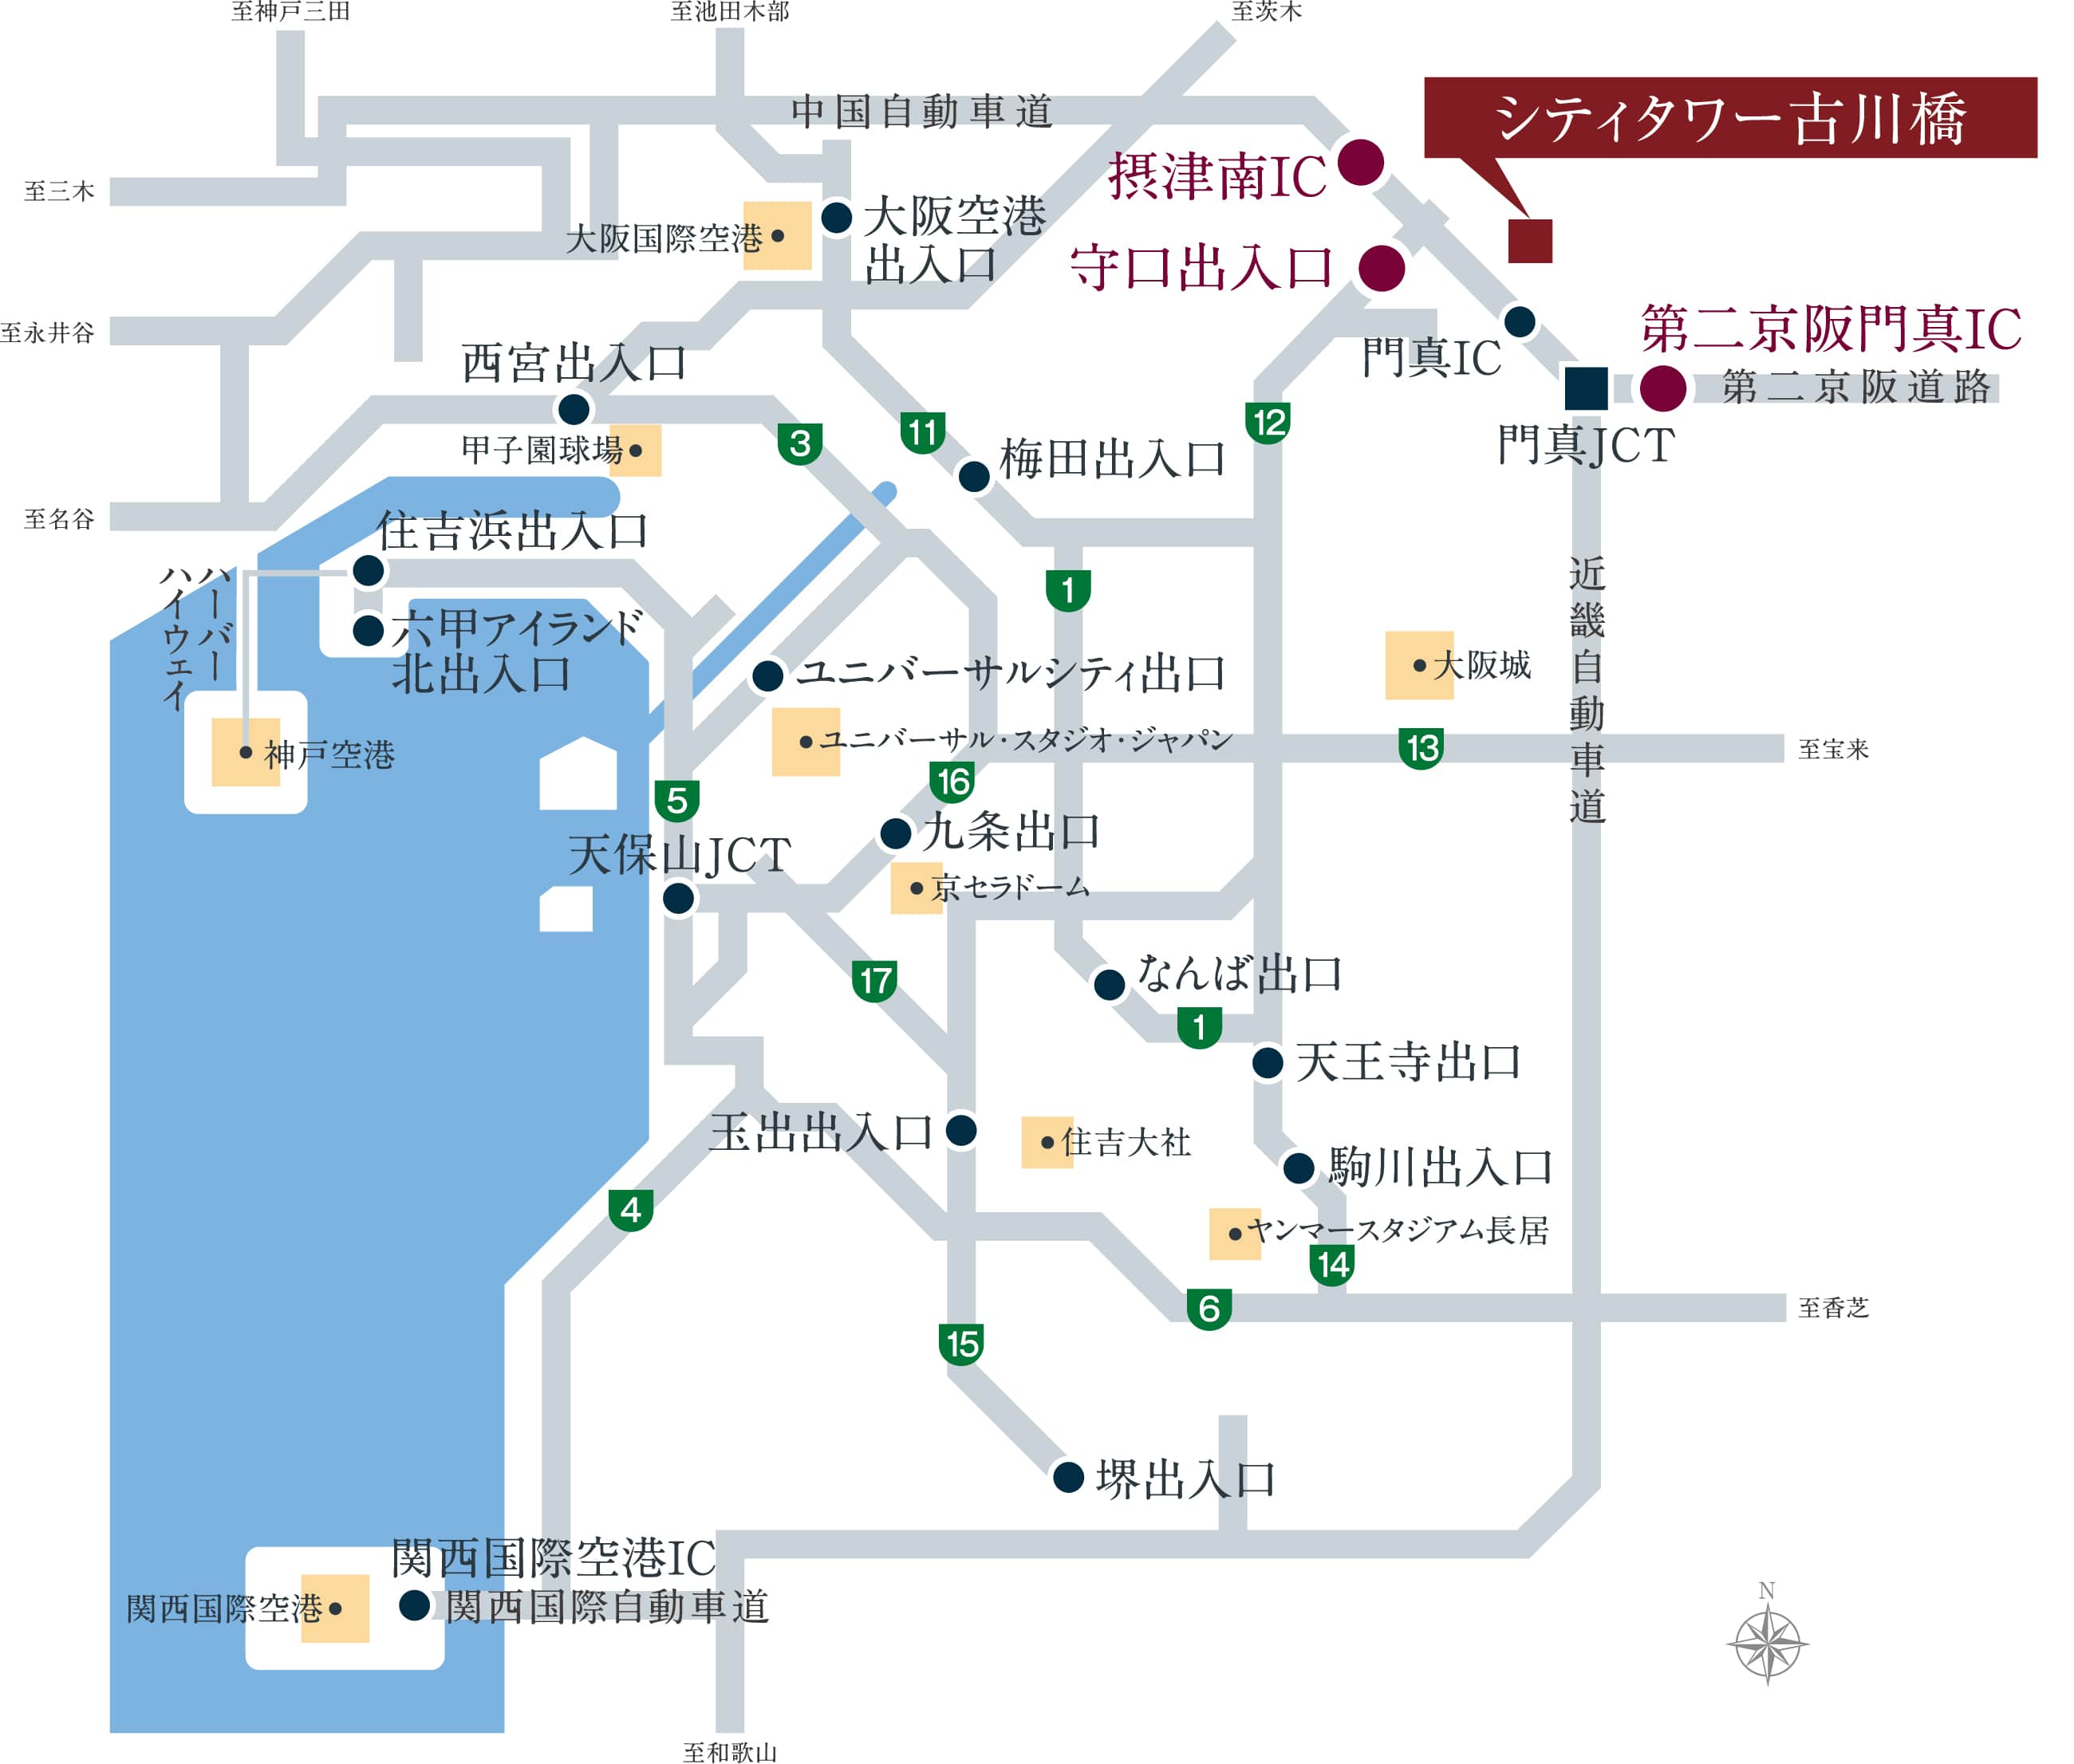 至神戸三田
至池田木部
至茨木
中国自動車道
シティタワー古川橋
摂津南IC
至三木
大阪空港
出入口
大阪国際空港
守口出入口
至永井谷
第二京阪門真IC
門真IC
西宮出入口
第二京阪道路
3
11
12
甲子園球場
梅田出入口
門真JCT
至名谷
住吉浜出入口
ハーバー
ハイウェイ
1
近畿自動車道
六甲アイランド
北出入口
ユニバーサルシティ出口
大阪城
神戸空港
ユニバーサル・スタジオ・ジャパン
13
至宝来
16
5
九条出口
天保山JCT
京セラドーム
17
なんば出口
1
天王寺出口
玉出出入口
住吉大社
駒川出入口
4
ヤンマースタジアム長居
14
6
至香芝
15
堺出入口
関西国際空港IC
関西国際空港
関西国際自動車道
N
至和歌山